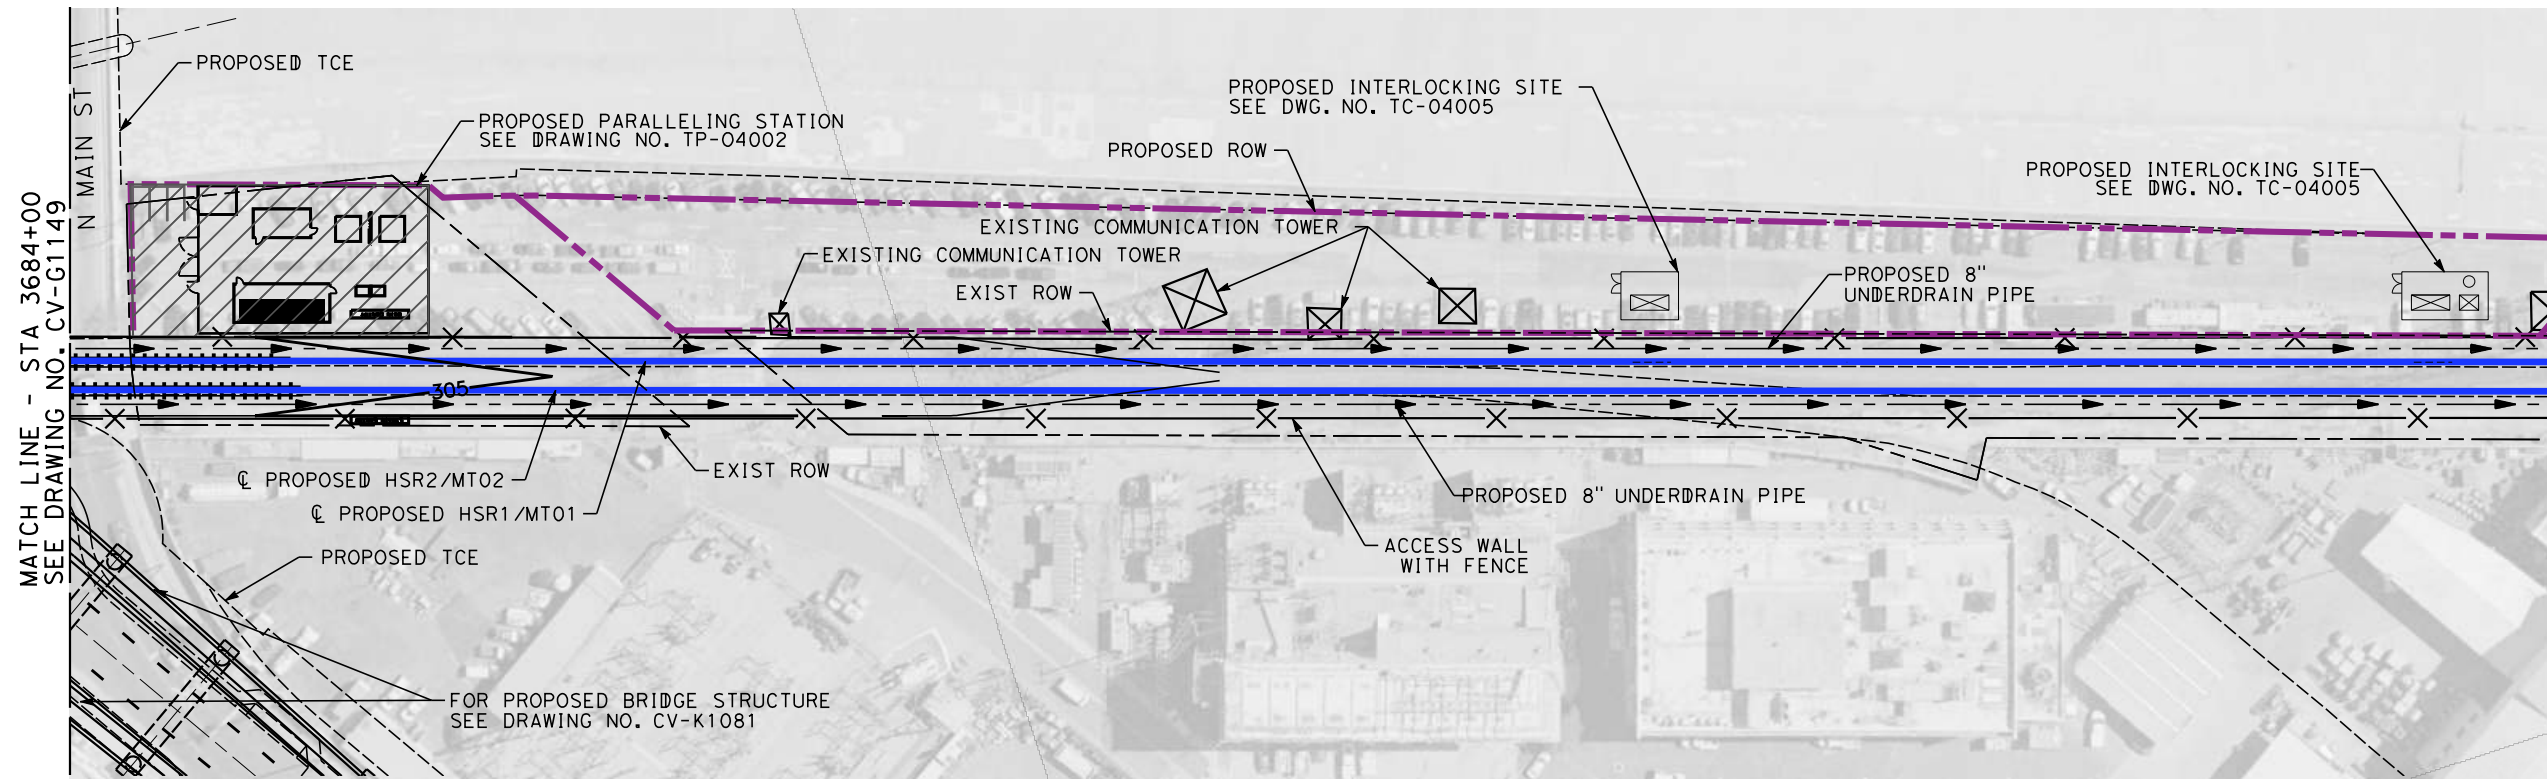 MATCH LINE - STA 3684+00
SEE DRAWING NO. CV-G1149
N MAIN ST
PROPOSED TCE
PROPOSED PARALLELING STATION
SEE DRAWING NO. TP-04002
PROPOSED INTERLOCKING SITE
SEE DWG. NO. TC-04005
PROPOSED ROW
PROPOSED INTERLOCKING SITE
SEE DWG. NO. TC-04005
EXISTING COMMUNICATION TOWER
EXISTING COMMUNICATION TOWER
EXIST ROW
PROPOSED 8"
UNDERDRAIN PIPE
305
EXIST ROW
℄ PROPOSED HSR2/MT02
℄ PROPOSED HSR1/MT01
PROPOSED 8" UNDERDRAIN PIPE
ACCESS WALL
WITH FENCE
PROPOSED TCE
FOR PROPOSED BRIDGE STRUCTURE
SEE DRAWING NO. CV-K1081